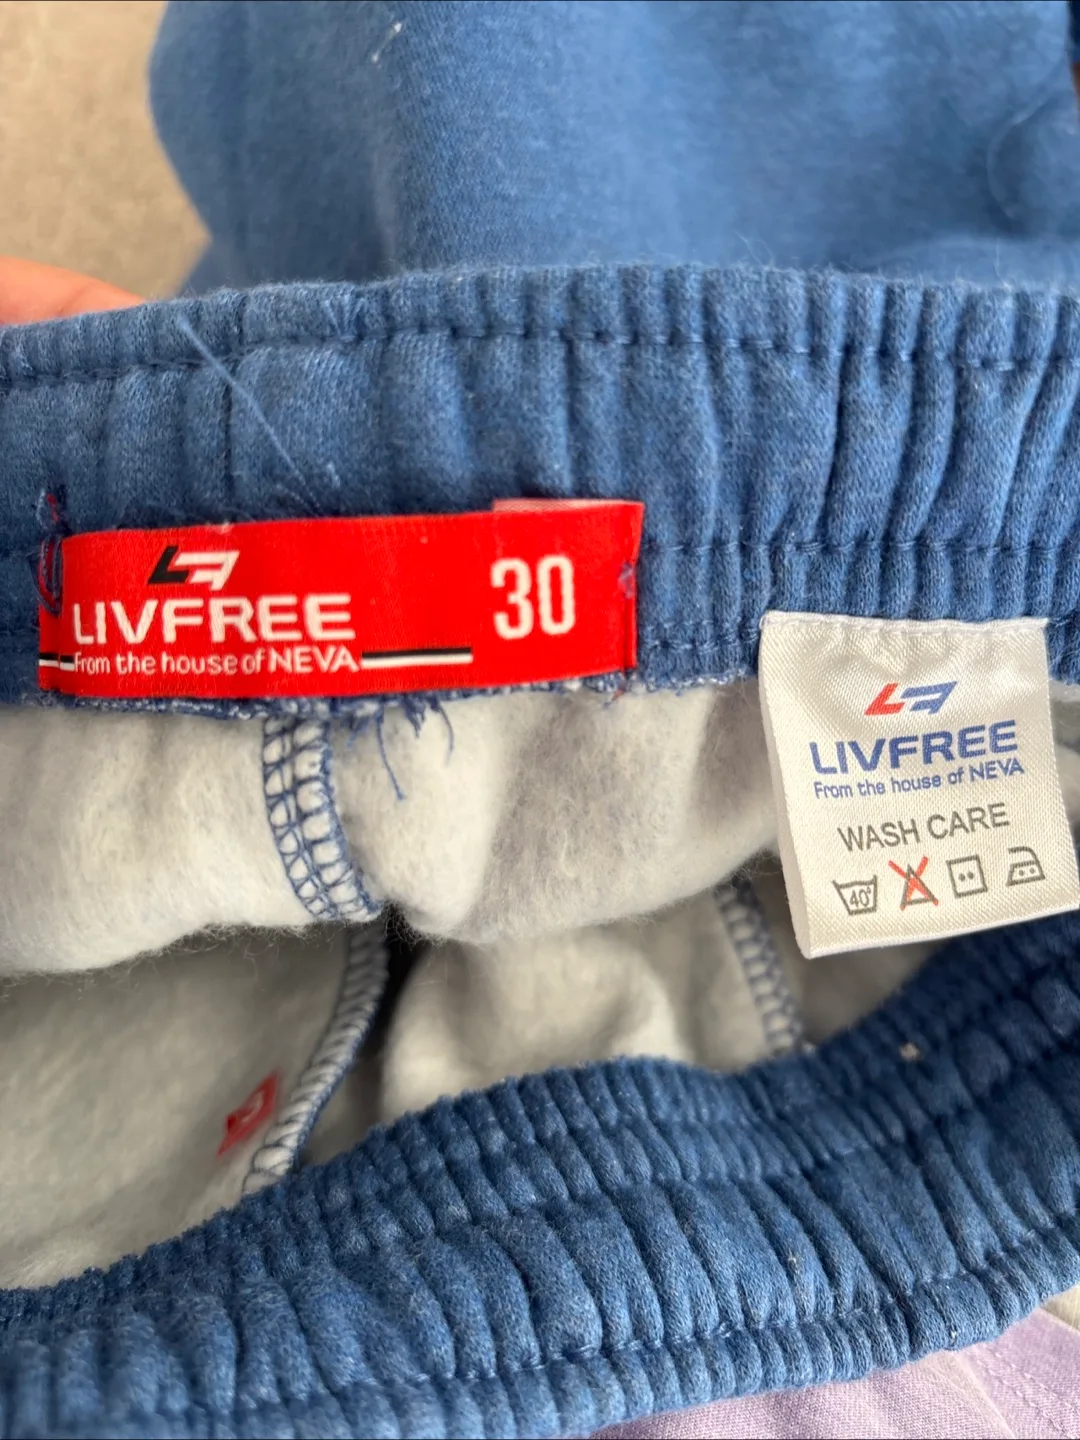 LIVFREE
From the house of NEVA
30
LIVFREE
From the house of NEVA
WASH CARE
40°